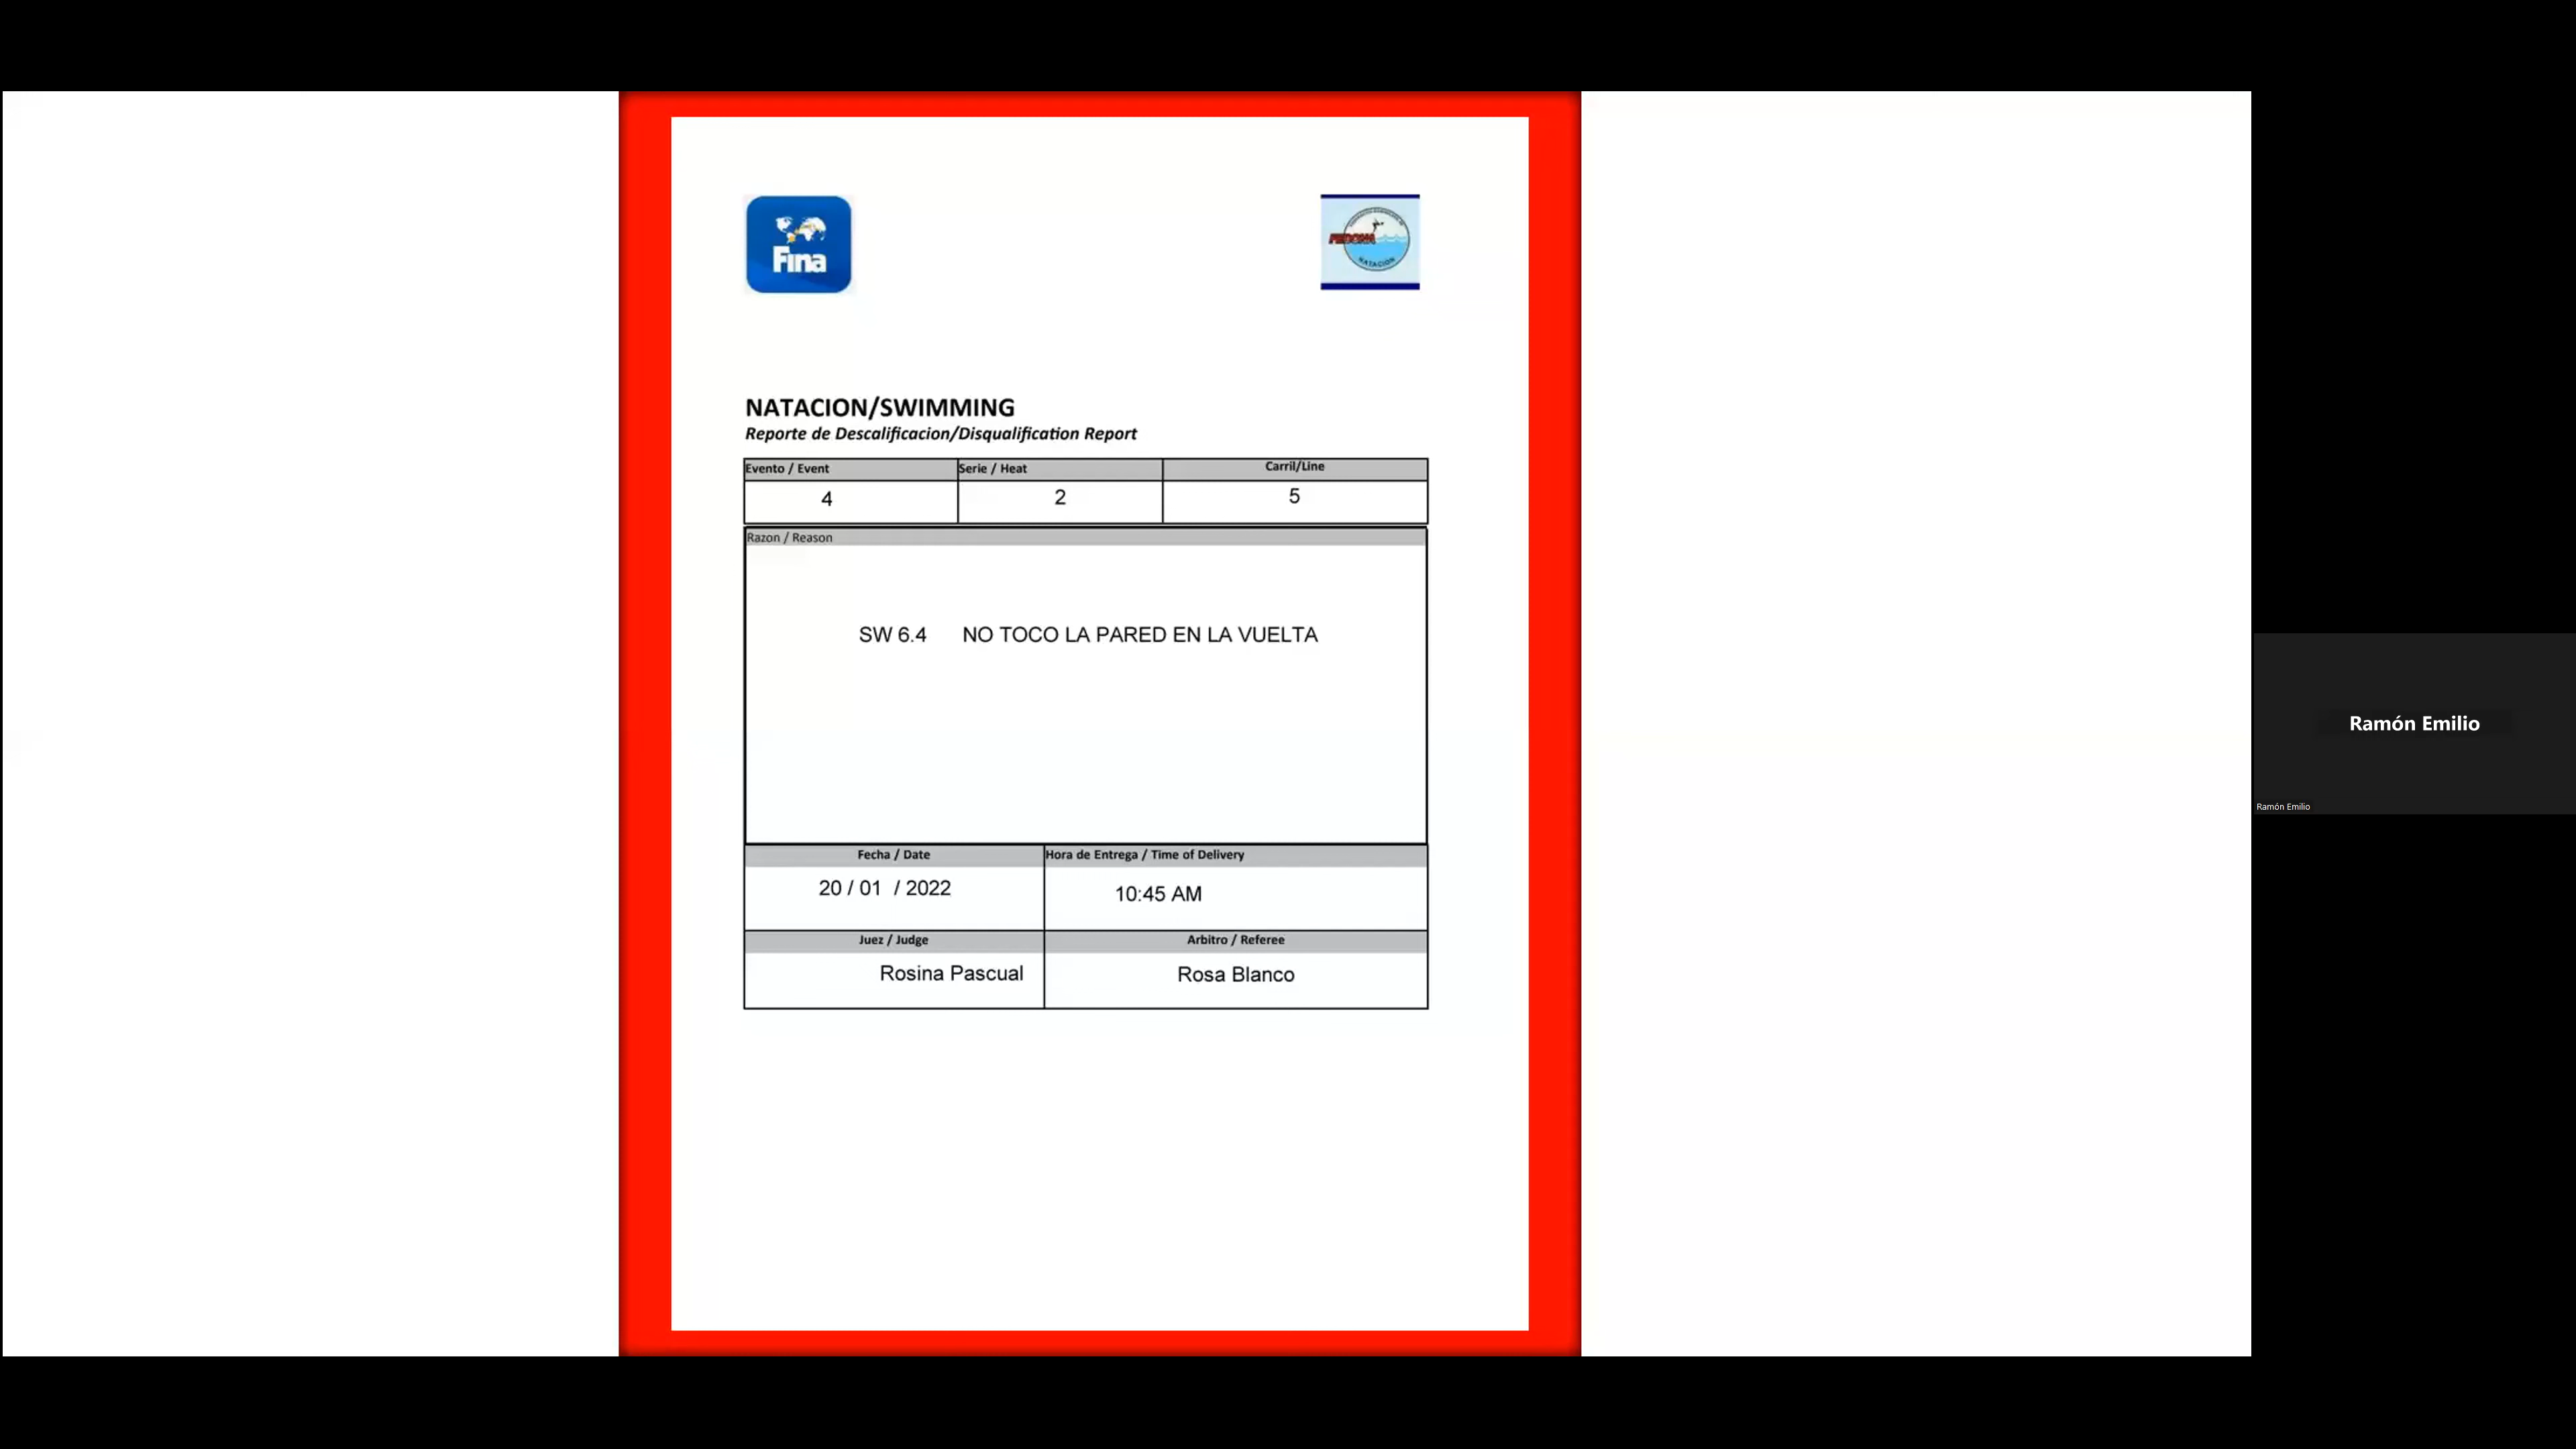 Fina
FEDONA
NATACION
NATACION/SWIMMING
Reporte de Descalificacion/Disqualification Report
Evento / Event Serie / Heat Carril/Line
4 2 5
Razon / Reason
SW 6.4 NO TOCO LA PARED EN LA VUELTA
Fecha / Date Hora de Entrega / Time of Delivery
20 / 01 / 2022 10:45 AM
Juez / Judge Arbitro / Referee
Rosina Pascual Rosa Blanco
Ramón Emilio
Ramón Emilio